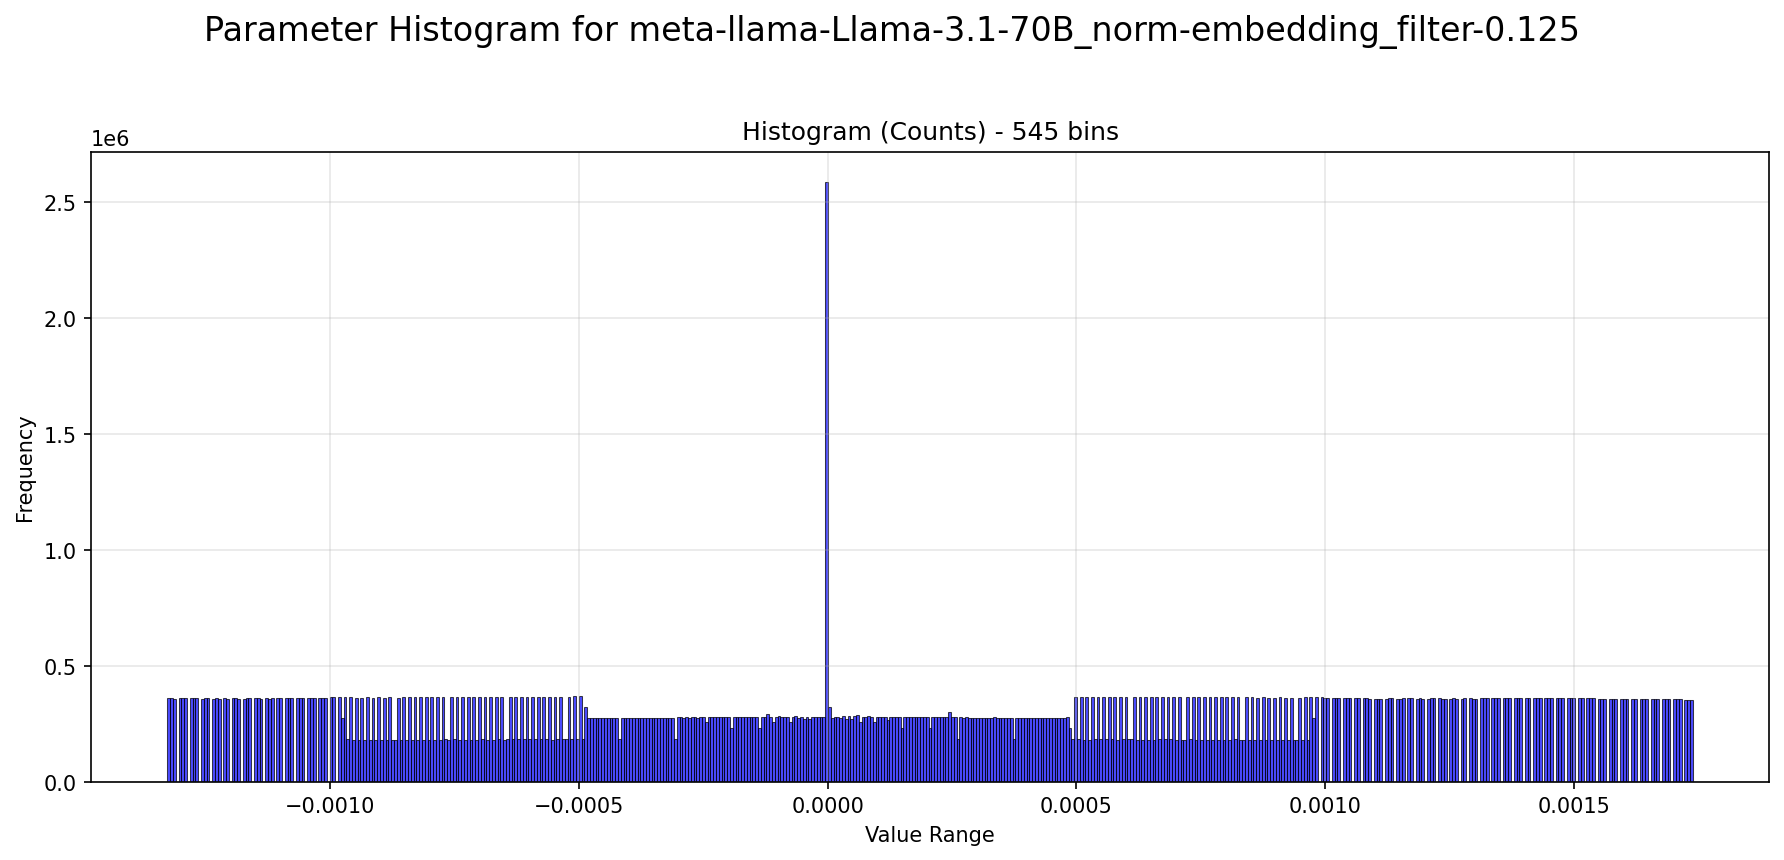 Parameter Histogram for meta-llama-Llama-3.1-70B_norm-embedding_filter-0.125
Histogram (Counts) - 545 bins
1e6
2.5
2.0
1.5
1.0
0.5
0.0
Frequency
−0.0010
−0.0005
0.0000
0.0005
0.0010
0.0015
Value Range